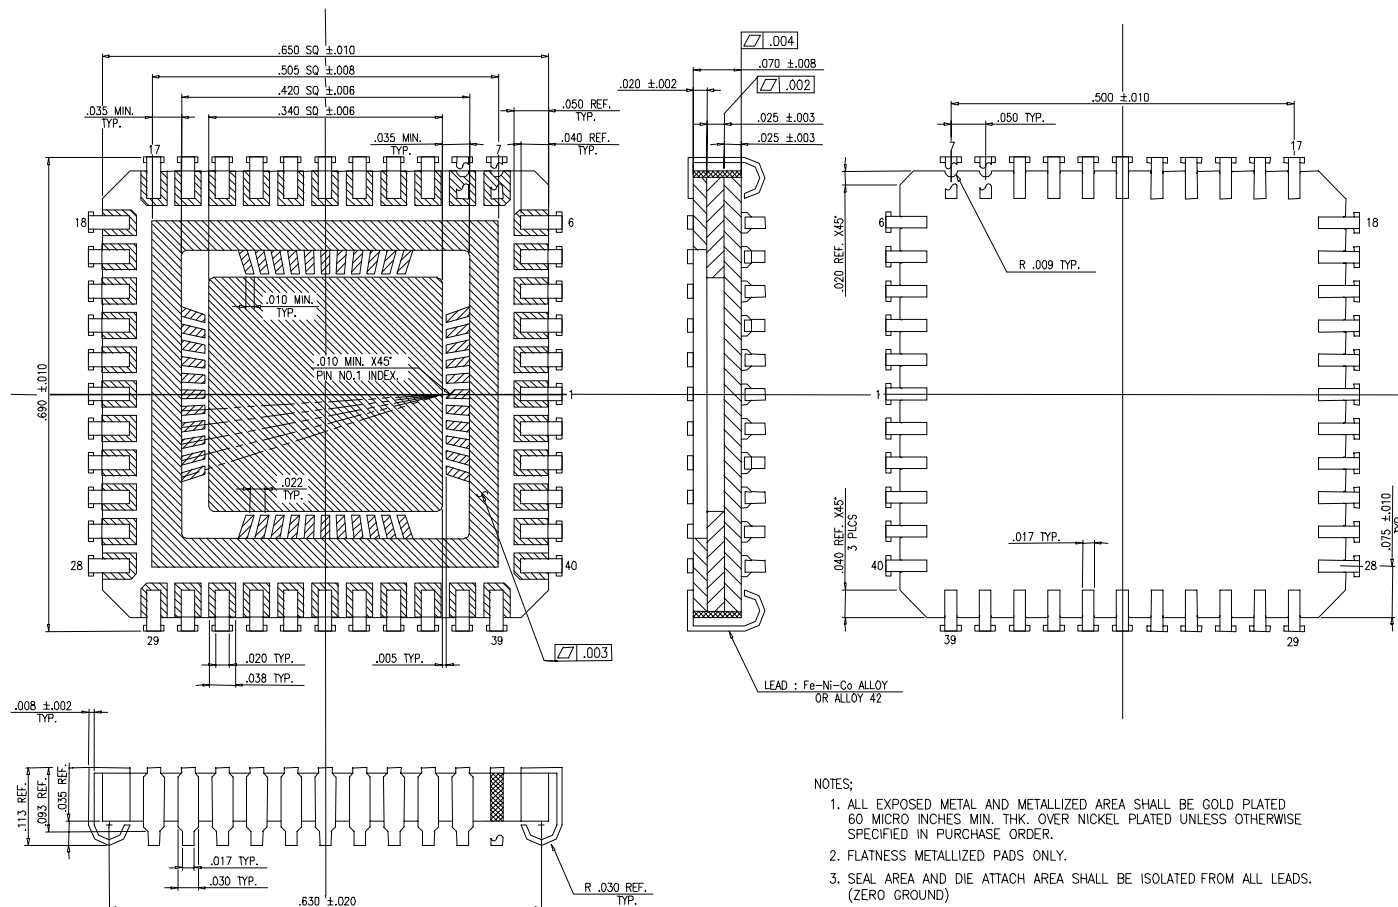 .650 SQ ±.010
.505 SQ ±.008
.420 SQ ±.006
.340 SQ ±.006
.035 MIN.
TYP.
.035 MIN.
TYP.
.050 REF.
TYP.
.040 REF.
TYP.
17
7
18
6
.010 MIN.
TYP.
.010 MIN. X45°
PIN NO.1 INDEX.
1
.690 ±.010
.022
TYP.
28
40
29
39
.020 TYP.
.038 TYP.
.005 TYP.
.003
.004
.070 ±.008
.020 ±.002
.002
.025 ±.003
.025 ±.003
LEAD : Fe-Ni-Co ALLOY
OR ALLOY 42
.500 ±.010
.050 TYP.
7
17
6
18
.020 REF. X45°
R .009 TYP.
1
.040 REF. X45°
3 PLCS
.017 TYP.
.075 ±.010
TYP.
40
28
39
29
.008 ±.002
TYP.
.113 REF.
.093 REF.
.035 REF.
.017 TYP.
.030 TYP.
.630 ±.020
R .030 REF.
TYP.
NOTES;
1. ALL EXPOSED METAL AND METALLIZED AREA SHALL BE GOLD PLATED
60 MICRO INCHES MIN. THK. OVER NICKEL PLATED UNLESS OTHERWISE
SPECIFIED IN PURCHASE ORDER.
2. FLATNESS METALLIZED PADS ONLY.
3. SEAL AREA AND DIE ATTACH AREA SHALL BE ISOLATED FROM ALL LEADS.
(ZERO GROUND)